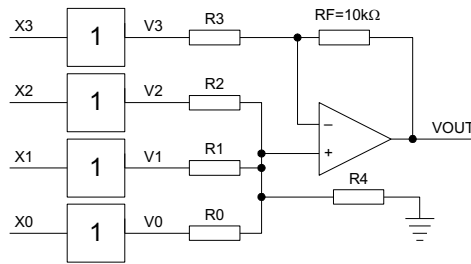 X3 1 V3 R3 RF=10kΩ
X2 1 V2 R2
− VOUT
+
X1 1 V1 R1
R4
X0 1 V0 R0